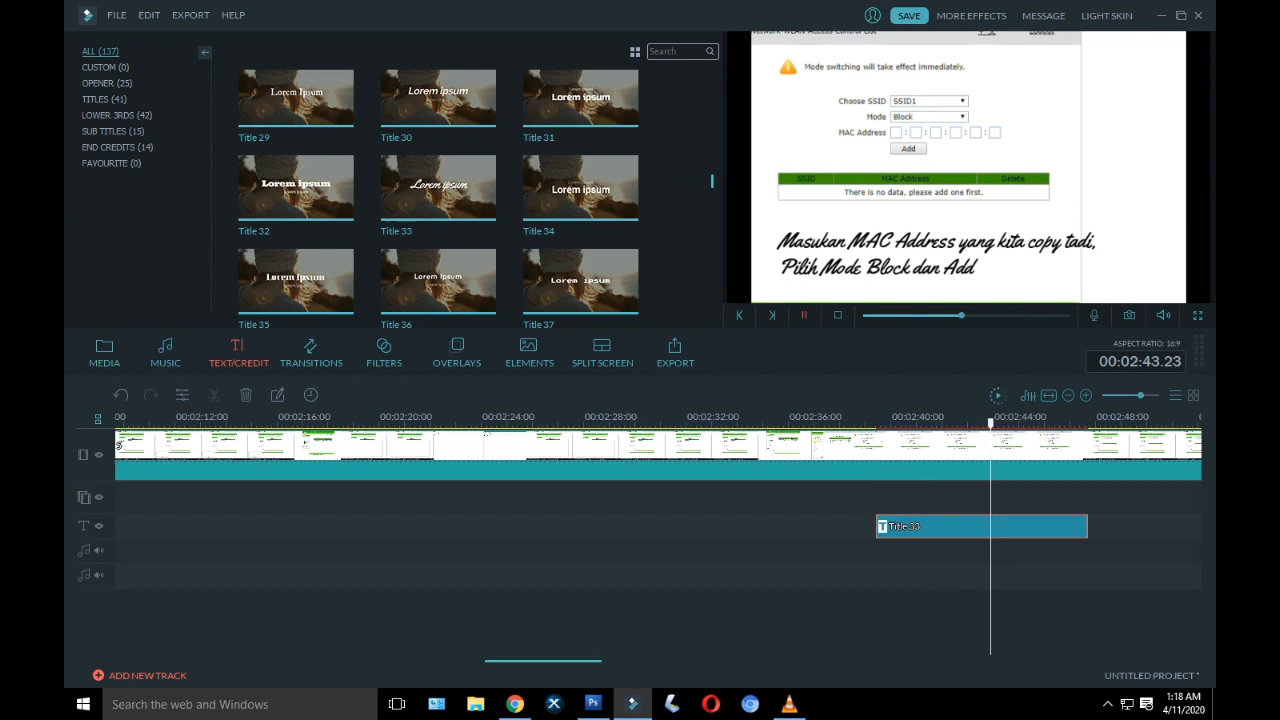 FILE EDIT EXPORT HELP
SAVE MORE EFFECTS MESSAGE LIGHT SKIN
ALL (137)
CUSTOM (0)
OPENER (25)
TITLES (41)
LOWER 3RDS (42)
SUB TITLES (15)
END CREDITS (14)
FAVOURITE (0)
Search
Lorem Ipsum
Lorem ipsum
Lorem ipsum
Title 29 Title 30 Title 31
Lorem ipsum
Lorem ipsum
Lorem ipsum
Title 32 Title 33 Title 34
Lorem ipsum
Lorem ipsum
Lorem ipsum
Title 35 Title 36 Title 37
Mode switching will take effect immediately.
Choose SSID SSID1
Mode Block
MAC Address : : : : :
Add
SSID MAC Address Delete
There is no data, please add one first.
Masukan MAC Address yang kita copy tadi,
Pilih Mode Block dan Add
MEDIA MUSIC TEXT/CREDIT TRANSITIONS FILTERS OVERLAYS ELEMENTS SPLIT SCREEN EXPORT
ASPECT RATIO: 16:9
00:02:43.23
00:02:12:00 00:02:16:00 00:02:20:00 00:02:24:00 00:02:28:00 00:02:32:00 00:02:36:00 00:02:40:00 00:02:44:00 00:02:48:00
T Title 33
ADD NEW TRACK
UNTITLED PROJECT *
Search the web and Windows
1:18 AM
4/11/2020